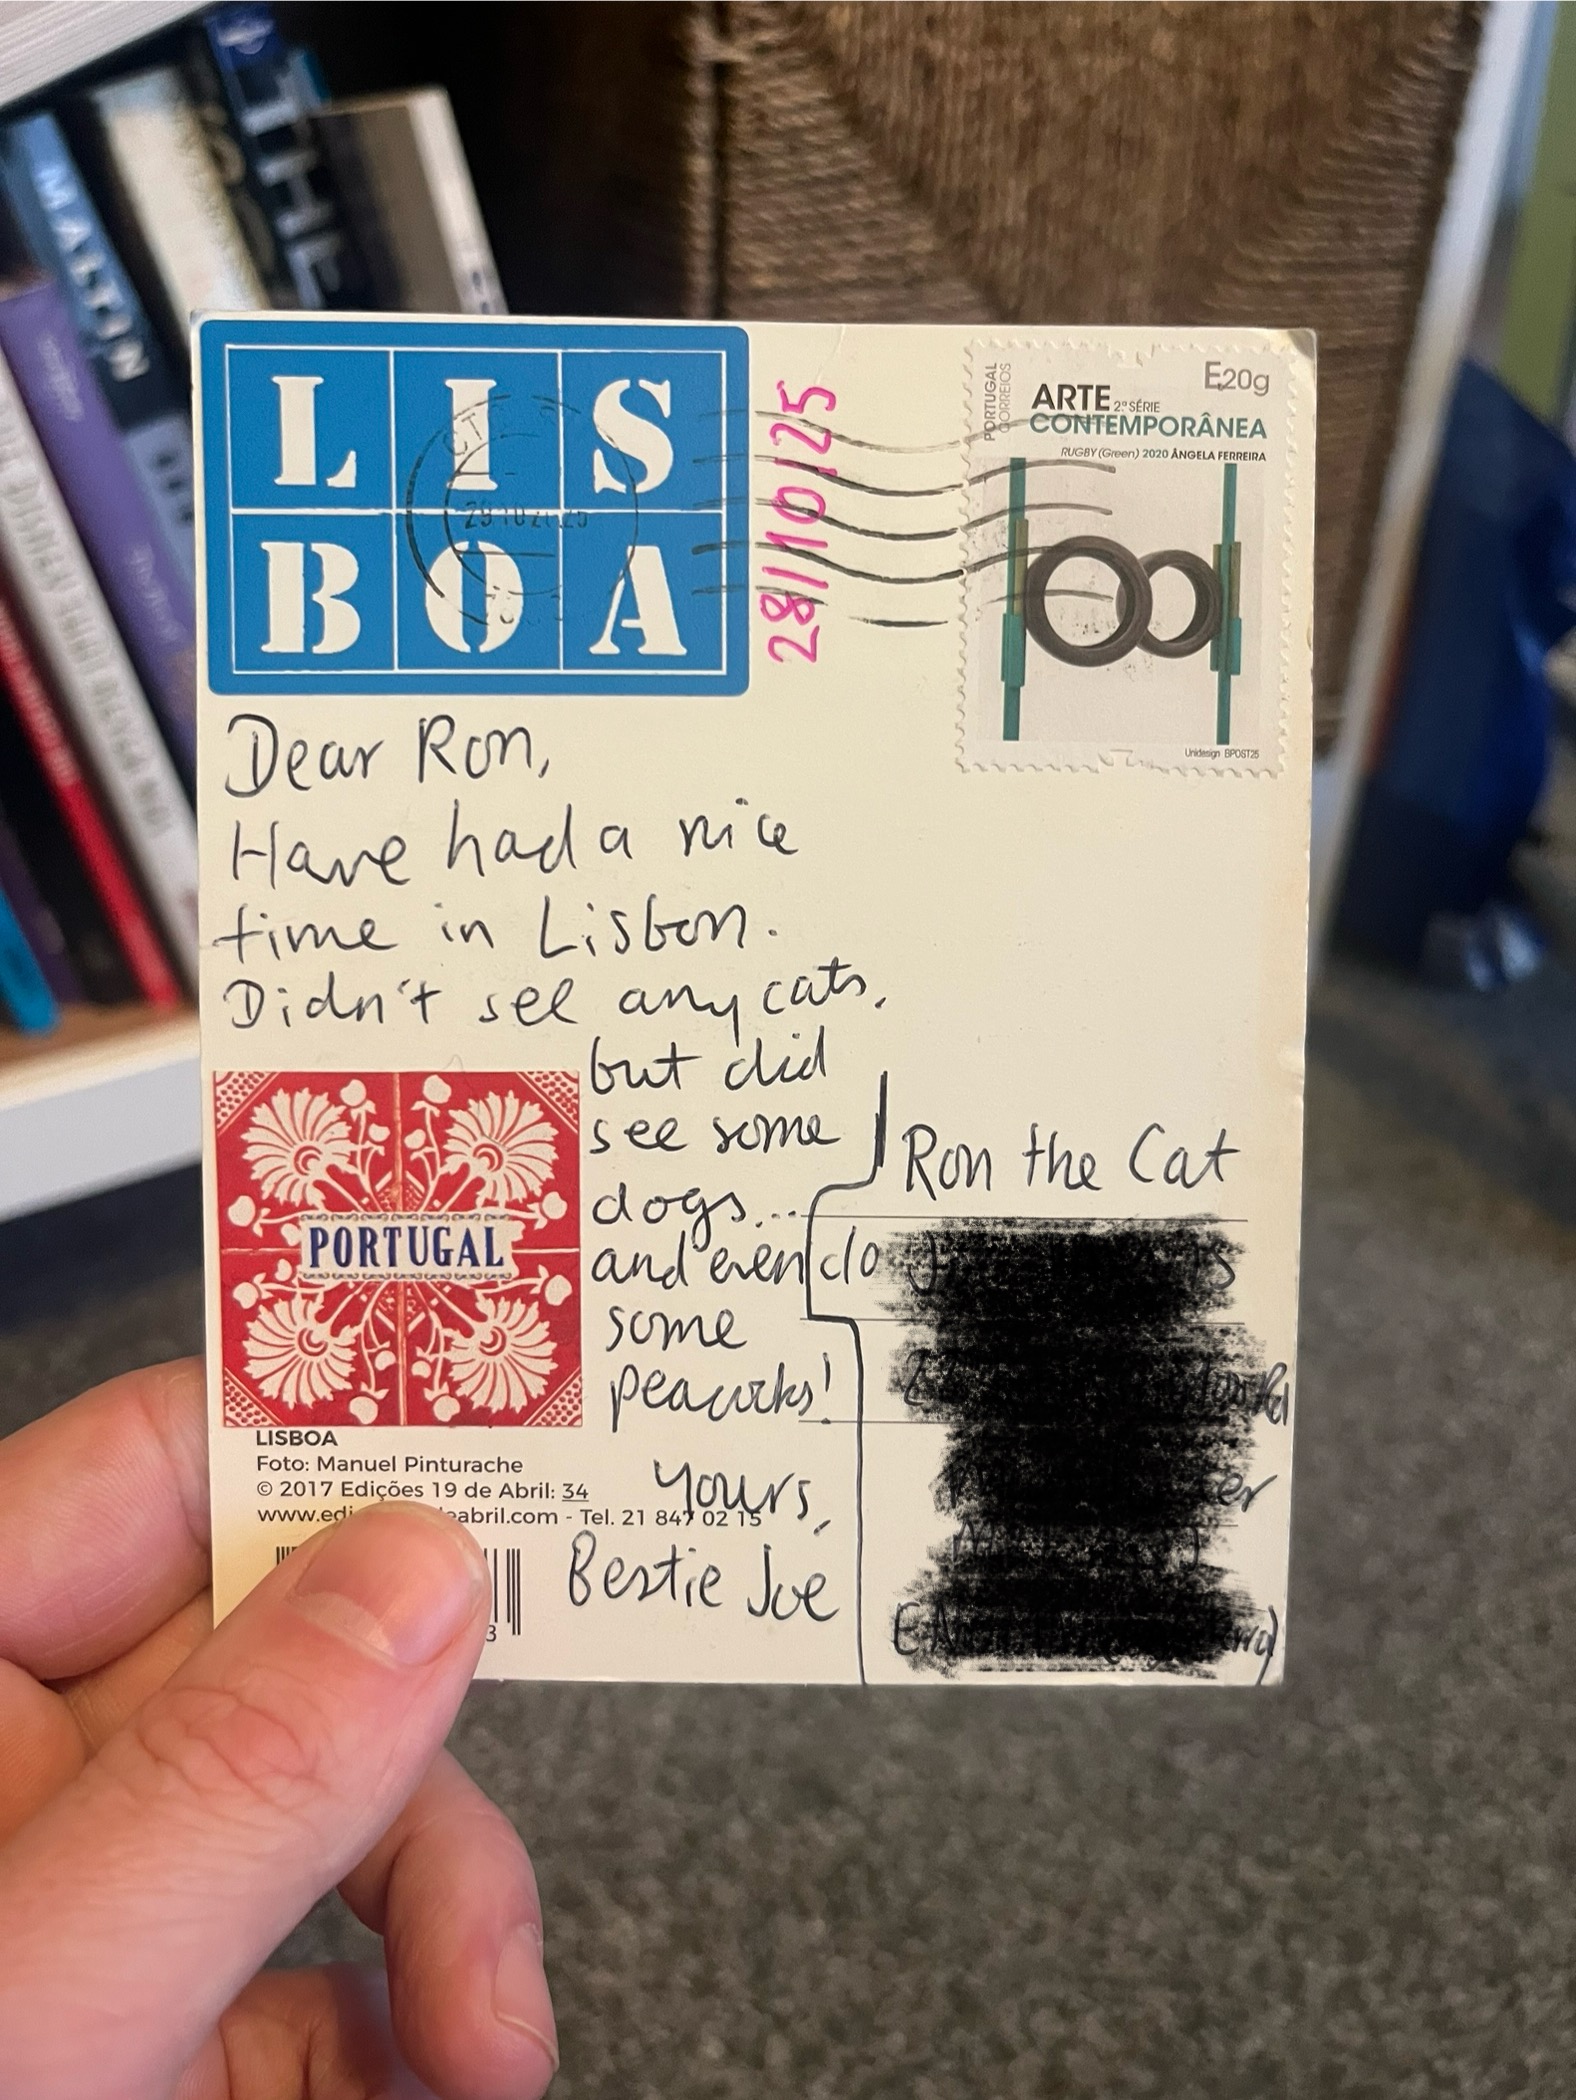 MARTIN
LIS
BOA
28/10/25
PORTUGAL
CORREIOS
E20g
ARTE 2.ª SÉRIE
CONTEMPORÂNEA
RUGBY (Green) 2020 ÂNGELA FERREIRA
Unidesign BPOST25
Dear Ron,
Have had a nice
time in Lisbon.
Didn't see any cats,
but did
see some
dogs...
and even
some
peacocks!
Yours,
Bestie Joe
PORTUGAL
LISBOA
Foto: Manuel Pinturache
© 2017 Edições 19 de Abril: 34
- Tel. 21 847 02 15
3
Ron the Cat
c/o